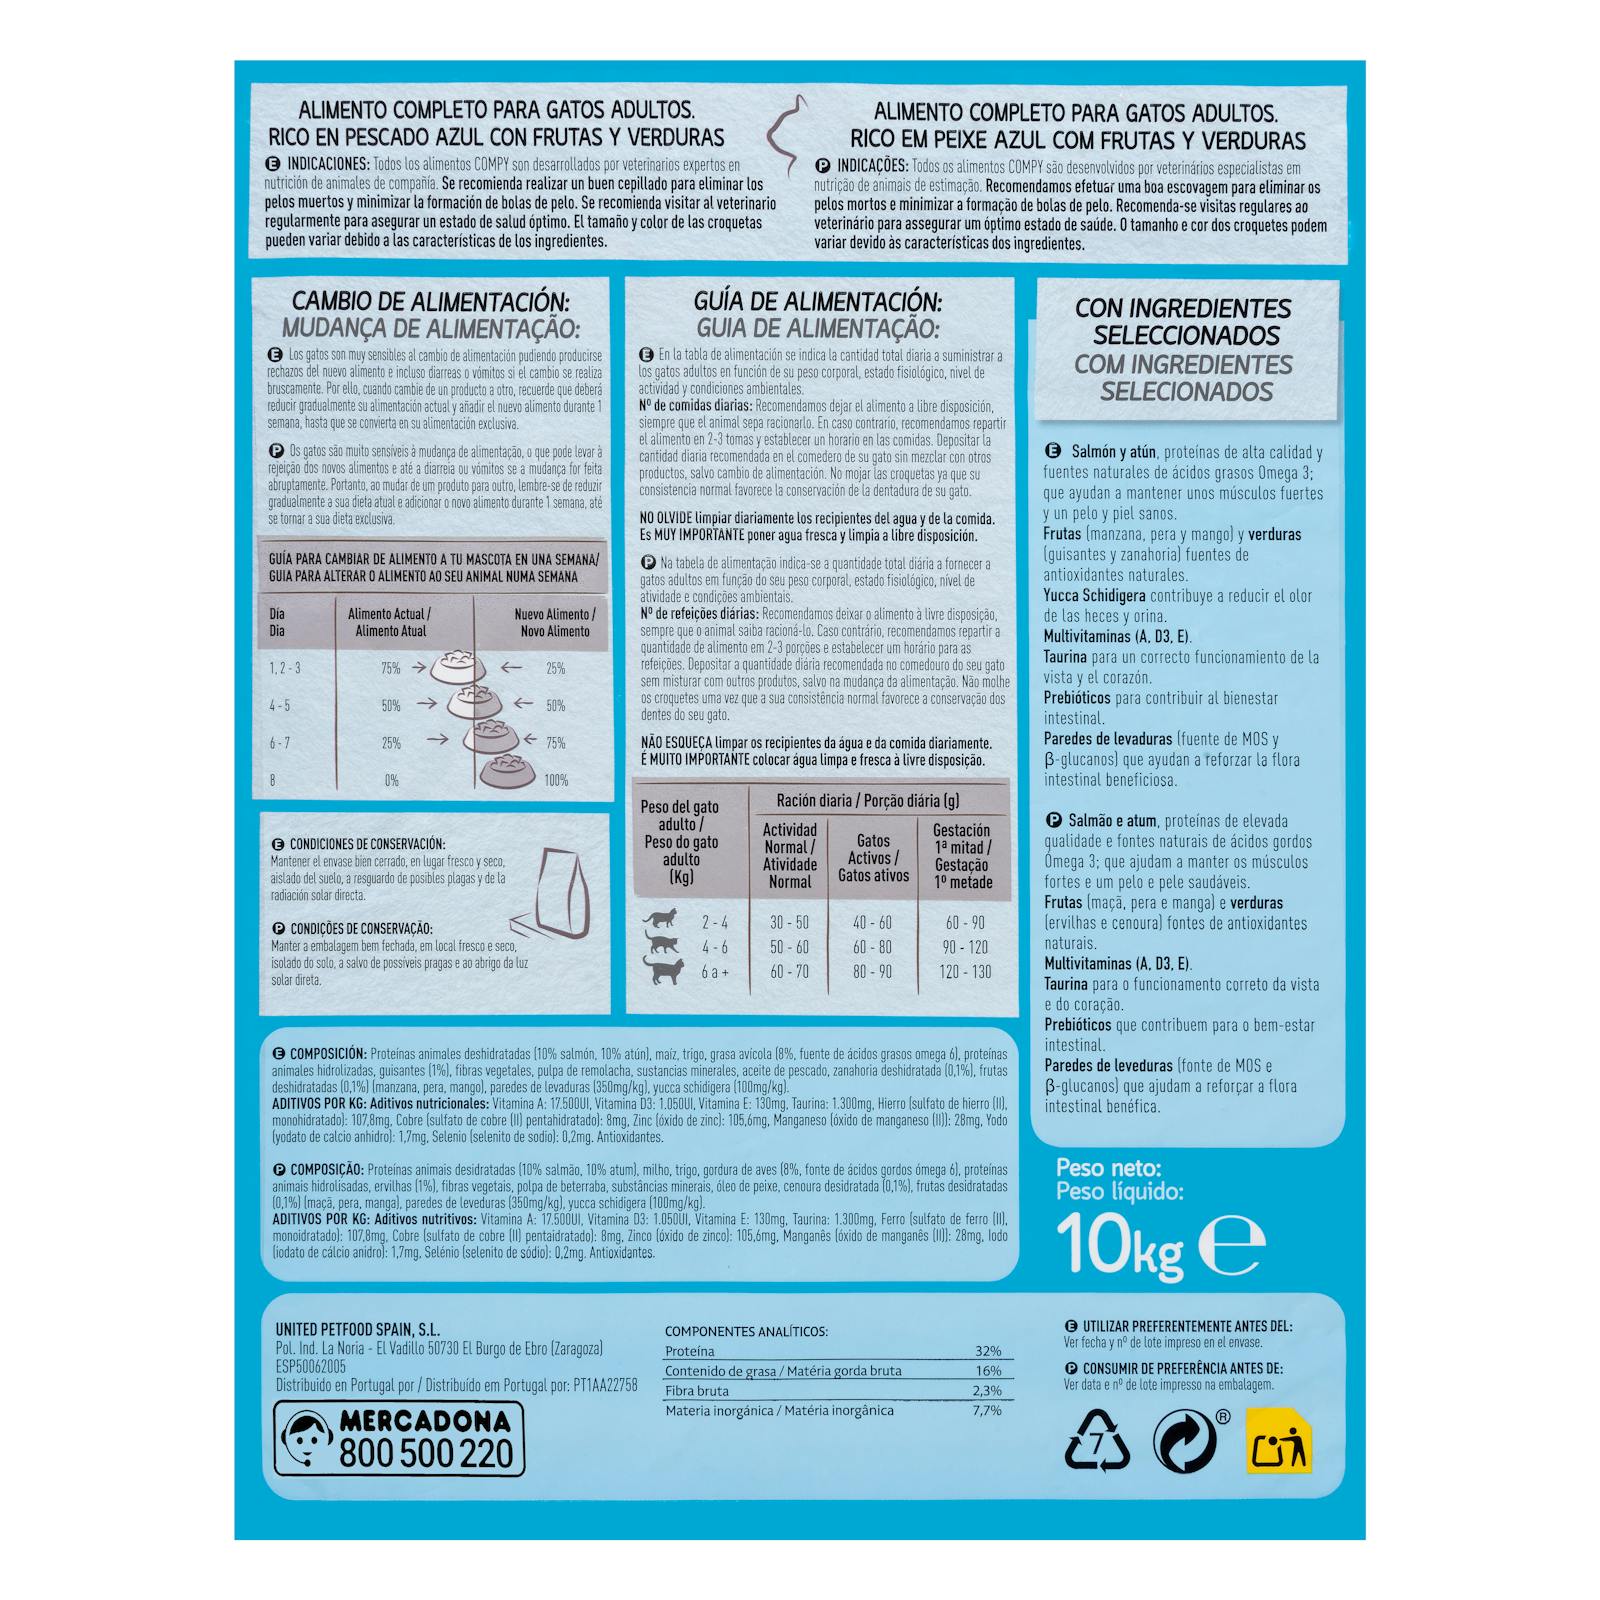 ALIMENTO COMPLETO PARA GATOS ADULTOS.
RICO EN PESCADO AZUL CON FRUTAS Y VERDURAS
E INDICACIONES: Todos los alimentos COMPY son desarrollados por veterinarios expertos en
nutrición de animales de compañía. Se recomienda realizar un buen cepillado para eliminar los
pelos muertos y minimizar la formación de bolas de pelo. Se recomienda visitar al veterinario
regularmente para asegurar un estado de salud óptimo. El tamaño y color de las croquetas
pueden variar debido a las características de los ingredientes.
ALIMENTO COMPLETO PARA GATOS ADULTOS.
RICO EM PEIXE AZUL COM FRUTAS Y VERDURAS
P INDICAÇÕES: Todos os alimentos COMPY são desenvolvidos por veterinários especialistas em
nutrição de animais de estimação. Recomendamos efetuar uma boa escovagem para eliminar os
pelos mortos e minimizar a formação de bolas de pelo. Recomenda-se visitas regulares ao
veterinário para assegurar um óptimo estado de saúde. O tamanho e cor dos croquetes podem
variar devido às características dos ingredientes.
CAMBIO DE ALIMENTACIÓN:
MUDANÇA DE ALIMENTAÇÃO:
E Los gatos son muy sensibles al cambio de alimentación pudiendo producirse
rechazos del nuevo alimento e incluso diarreas o vómitos si el cambio se realiza
bruscamente. Por ello, cuando cambie de un producto a otro, recuerde que deberá
reducir gradualmente su alimentación actual y añadir el nuevo alimento durante 1
semana, hasta que se convierta en su alimentación exclusiva.
P Os gatos são muito sensíveis à mudança de alimentação, o que pode levar à
rejeição dos novos alimentos e até a diarreia ou vómitos se a mudança for feita
abruptamente. Portanto, ao mudar de um produto para outro, lembre-se de reduzir
gradualmente a sua dieta atual e adicionar o novo alimento durante 1 semana, até
se tornar a sua dieta exclusiva.
GUÍA PARA CAMBIAR DE ALIMENTO A TU MASCOTA EN UNA SEMANA/
GUIA PARA ALTERAR O ALIMENTO AO SEU ANIMAL NUMA SEMANA
Día Alimento Actual / Nuevo Alimento /
Dia Alimento Atual Novo Alimento
1, 2 - 3 75% 25%
4 - 5 50% 50%
6 - 7 25% 75%
8 0% 100%
E CONDICIONES DE CONSERVACIÓN:
Mantener el envase bien cerrado, en lugar fresco y seco,
aislado del suelo, a resguardo de posibles plagas y de la
radiación solar directa.
P CONDIÇÕES DE CONSERVAÇÃO:
Manter a embalagem bem fechada, em local fresco e seco,
isolado do solo, a salvo de possíveis pragas e ao abrigo da luz
solar direta.
GUÍA DE ALIMENTACIÓN:
GUIA DE ALIMENTAÇÃO:
E En la tabla de alimentación se indica la cantidad total diaria a suministrar a
los gatos adultos en función de su peso corporal, estado fisiológico, nivel de
actividad y condiciones ambientales.
Nº de comidas diarias: Recomendamos dejar el alimento a libre disposición,
siempre que el animal sepa racionarlo. En caso contrario, recomendamos repartir
el alimento en 2-3 tomas y establecer un horario en las comidas. Depositar la
cantidad diaria recomendada en el comedero de su gato sin mezclar con otros
productos, salvo cambio de alimentación. No mojar las croquetas ya que su
consistencia normal favorece la conservación de la dentadura de su gato.
NO OLVIDE limpiar diariamente los recipientes del agua y de la comida.
Es MUY IMPORTANTE poner agua fresca y limpia a libre disposición.
P Na tabela de alimentação indica-se a quantidade total diária a fornecer a
gatos adultos em função do seu peso corporal, estado fisiológico, nível de
atividade e condições ambientais.
Nº de refeições diárias: Recomendamos deixar o alimento à livre disposição,
sempre que o animal saiba racioná-lo. Caso contrário, recomendamos repartir a
quantidade de alimento em 2-3 porções e estabelecer um horário para as
refeições. Depositar a quantidade diária recomendada no comedouro do seu gato
sem misturar com outros produtos, salvo na mudança da alimentação. Não molhe
os croquetes uma vez que a sua consistência normal favorece a conservação dos
dentes do seu gato.
NÃO ESQUEÇA limpar os recipientes da água e da comida diariamente.
É MUITO IMPORTANTE colocar água limpa e fresca à livre disposição.
Peso del gato
adulto /
Peso do gato
adulto
(Kg)
Ración diaria / Porção diária (g)
Actividad
Normal /
Atividade
Normal
Gatos
Activos /
Gatos ativos
Gestación
1ª mitad /
Gestação
1º metade
2 - 4 30 - 50 40 - 60 60 - 90
4 - 6 50 - 60 60 - 80 90 - 120
6 a + 60 - 70 80 - 90 120 - 130
CON INGREDIENTES
SELECCIONADOS
COM INGREDIENTES
SELECIONADOS
E Salmón y atún, proteínas de alta calidad y
fuentes naturales de ácidos grasos Omega 3;
que ayudan a mantener unos músculos fuertes
y un pelo y piel sanos.
Frutas (manzana, pera y mango) y verduras
(guisantes y zanahoria) fuentes de
antioxidantes naturales.
Yucca Schidigera contribuye a reducir el olor
de las heces y orina.
Multivitaminas (A, D3, E).
Taurina para un correcto funcionamiento de la
vista y el corazón.
Prebióticos para contribuir al bienestar
intestinal.
Paredes de levaduras (fuente de MOS y
β-glucanos) que ayudan a reforzar la flora
intestinal beneficiosa.
P Salmão e atum, proteínas de elevada
qualidade e fontes naturais de ácidos gordos
Ómega 3; que ajudam a manter os músculos
fortes e um pelo e pele saudáveis.
Frutas (maçã, pera e manga) e verduras
(ervilhas e cenoura) fontes de antioxidantes
naturais.
Multivitaminas (A, D3, E).
Taurina para o funcionamento correto da vista
e do coração.
Prebióticos que contribuem para o bem-estar
intestinal.
Paredes de leveduras (fonte de MOS e
β-glucanos) que ajudam a reforçar a flora
intestinal benéfica.
E COMPOSICIÓN: Proteínas animales deshidratadas (10% salmón, 10% atún), maíz, trigo, grasa avícola (8%, fuente de ácidos grasos omega 6), proteínas
animales hidrolizadas, guisantes (1%), fibras vegetales, pulpa de remolacha, sustancias minerales, aceite de pescado, zanahoria deshidratada (0,1%), frutas
deshidratadas (0,1%) (manzana, pera, mango), paredes de levaduras (350mg/kg), yucca schidigera (100mg/kg).
ADITIVOS POR KG: Aditivos nutricionales: Vitamina A: 17.500UI, Vitamina D3: 1.050UI, Vitamina E: 130mg, Taurina: 1.300mg, Hierro (sulfato de hierro (II),
monohidratado): 107,8mg, Cobre (sulfato de cobre (II) pentahidratado): 8mg, Zinc (óxido de zinc): 105,6mg, Manganeso (óxido de manganeso (II)): 28mg, Yodo
(yodato de calcio anhidro): 1,7mg, Selenio (selenito de sodio): 0,2mg. Antioxidantes.
P COMPOSIÇÃO: Proteínas animais desidratadas (10% salmão, 10% atum), milho, trigo, gordura de aves (8%, fonte de ácidos gordos ómega 6), proteínas
animais hidrolisadas, ervilhas (1%), fibras vegetais, polpa de beterraba, substâncias minerais, óleo de peixe, cenoura desidratada (0,1%), frutas desidratadas
(0,1%) (maçã, pera, manga), paredes de leveduras (350mg/kg), yucca schidigera (100mg/kg).
ADITIVOS POR KG: Aditivos nutritivos: Vitamina A: 17.500UI, Vitamina D3: 1.050UI, Vitamina E: 130mg, Taurina: 1.300mg, Ferro (sulfato de ferro (II),
monoidratado): 107,8mg, Cobre (sulfato de cobre (II) pentaidratado): 8mg, Zinco (óxido de zinco): 105,6mg, Manganês (óxido de manganês (II)): 28mg, Iodo
(iodato de cálcio anidro): 1,7mg, Selénio (selenito de sódio): 0,2mg. Antioxidantes.
Peso neto:
Peso líquido:
10kg e
UNITED PETFOOD SPAIN, S.L.
Pol. Ind. La Noria - El Vadillo 50730 El Burgo de Ebro (Zaragoza)
ESP50062005
Distribuido en Portugal por / Distribuído em Portugal por: PT1AA22758
MERCADONA
800 500 220
COMPONENTES ANALÍTICOS:
Proteína 32%
Contenido de grasa / Matéria gorda bruta 16%
Fibra bruta 2,3%
Materia inorgánica / Matéria inorgânica 7,7%
E UTILIZAR PREFERENTEMENTE ANTES DEL:
Ver fecha y nº de lote impreso en el envase.
P CONSUMIR DE PREFERÊNCIA ANTES DE:
Ver data e nº de lote impressa na embalagem.
7
®